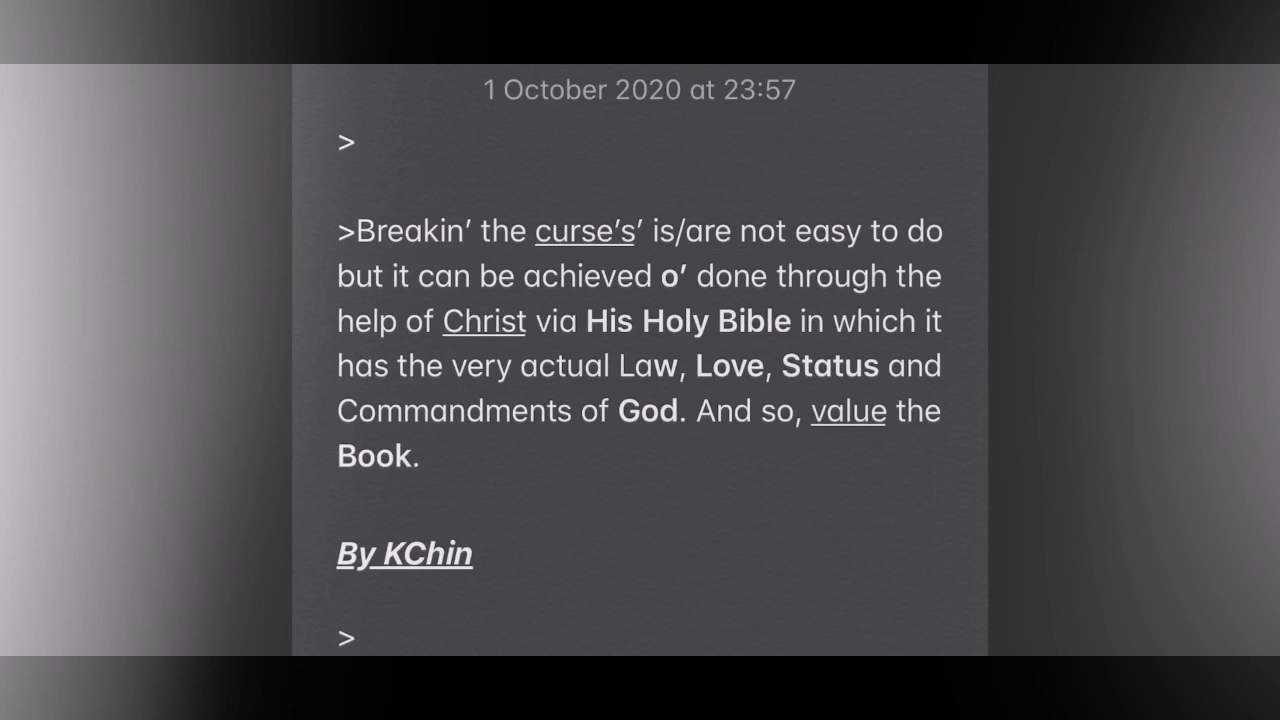 1 October 2020 at 23:57
>
>Breakin’ the curse’s’ is/are not easy to do
but it can be achieved o’ done through the
help of Christ via His Holy Bible in which it
has the very actual Law, Love, Status and
Commandments of God. And so, value the
Book.
By KChin
>